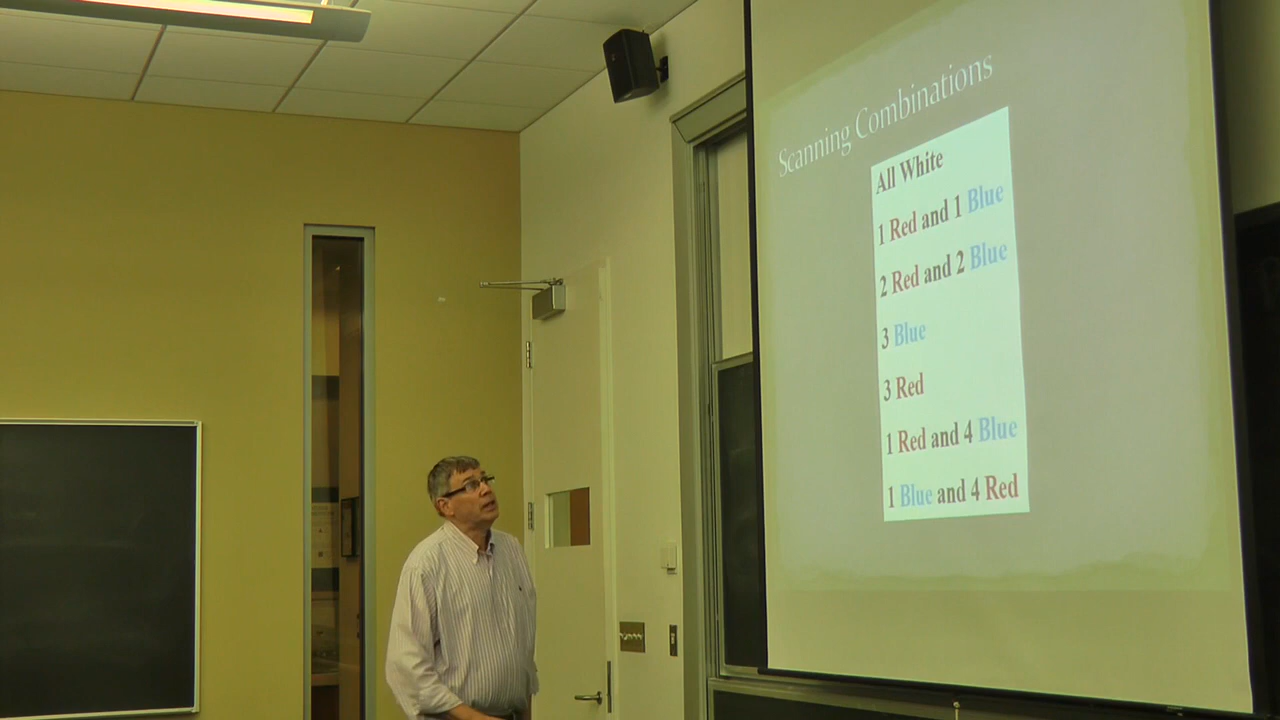 Scanning Combinations
All White
1 Red and 1 Blue
2 Red and 2 Blue
3 Blue
3 Red
1 Red and 4 Blue
1 Blue and 4 Red